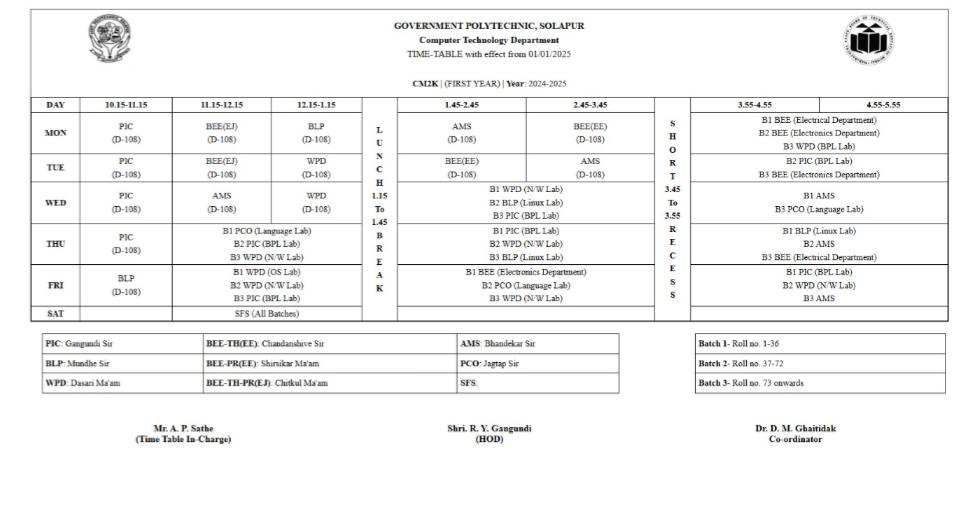 GOVERNMENT POLYTECHNIC, SOLAPUR
Computer Technology Department
TIME-TABLE with effect from 01/01/2025
CM2K | (FIRST YEAR) | Year: 2024-2025
DAY 10.15-11.15 11.15-12.15 12.15-1.15 LUNCH 1.15 To 1.45 BREAK 1.45-2.45 2.45-3.45 SHORT 3.45 To 3.55 RECESS 3.55-4.55 4.55-5.55
MON
PIC
(D-108)
BEE(EJ)
(D-108)
BLP
(D-108)
AMS
(D-108)
BEE(EE)
(D-108)
B1 BEE (Electrical Department)
B2 BEE (Electronics Department)
B3 WPD (BPL Lab)
TUE
PIC
(D-108)
BEE(EJ)
(D-108)
WPD
(D-108)
BEE(EE)
(D-108)
AMS
(D-108)
B2 PIC (BPL Lab)
B3 BEE (Electronics Department)
WED
PIC
(D-108)
AMS
(D-108)
WPD
(D-108)
B1 WPD (N/W Lab)
B2 BLP (Linux Lab)
B3 PIC (BPL Lab)
B1 AMS
B3 PCO (Language Lab)
THU
PIC
(D-108)
B1 PCO (Language Lab)
B2 PIC (BPL Lab)
B3 WPD (N/W Lab)
B1 PIC (BPL Lab)
B2 WPD (N/W Lab)
B3 BLP (Linux Lab)
B1 BLP (Linux Lab)
B2 AMS
B3 BEE (Electrical Department)
FRI
BLP
(D-108)
B1 WPD (OS Lab)
B2 WPD (N/W Lab)
B3 PIC (BPL Lab)
B1 BEE (Electronics Department)
B2 PCO (Language Lab)
B3 WPD (N/W Lab)
B1 PIC (BPL Lab)
B2 WPD (N/W Lab)
B3 AMS
SAT SFS (All Batches)
PIC: Gangundi Sir BEE-TH(EE): Chandanshive Sir AMS: Bhandekar Sir Batch 1- Roll no. 1-36
BLP: Mundhe Sir BEE-PR(EE): Shirsikar Ma'am PCO: Jagtap Sir Batch 2- Roll no. 37-72
WPD: Dasari Ma'am BEE-TH-PR(EJ): Chitkul Ma'am SFS: Batch 3- Roll no. 73 onwards
Mr. A. P. Sathe Shri. R. Y. Gangundi Dr. D. M. Ghaitidak
(Time Table In-Charge) (HOD) Co-ordinator